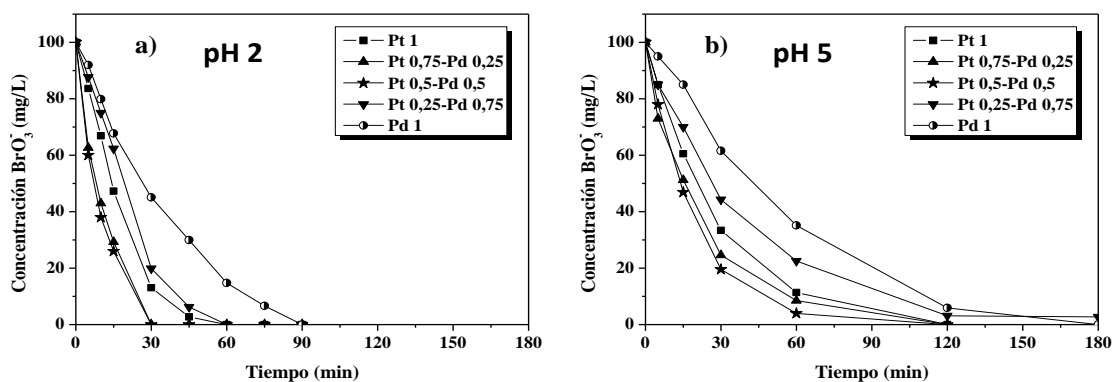 a)
pH 2
Pt 1
Pt 0,75-Pd 0,25
Pt 0,5-Pd 0,5
Pt 0,25-Pd 0,75
Pd 1
100
80
60
40
20
0
Concentración BrO₃⁻ (mg/L)
0 30 60 90 120 150 180
Tiempo (min)
b)
pH 5
Pt 1
Pt 0,75-Pd 0,25
Pt 0,5-Pd 0,5
Pt 0,25-Pd 0,75
Pd 1
100
80
60
40
20
0
Concentración BrO₃⁻ (mg/L)
0 30 60 90 120 150 180
Tiempo (min)